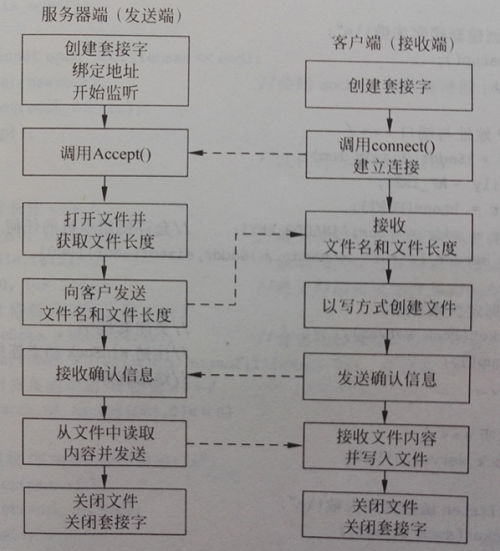 服务器端（发送端）
创建套接字
绑定地址
开始监听
调用Accept()
打开文件并
获取文件长度
向客户发送
文件名和文件长度
接收确认信息
从文件中读取
内容并发送
关闭文件
关闭套接字
客户端（接收端）
创建套接字
调用connect()
建立连接
接收
文件名和文件长度
以写方式创建文件
发送确认信息
接收文件内容
并写入文件
关闭文件
关闭套接字